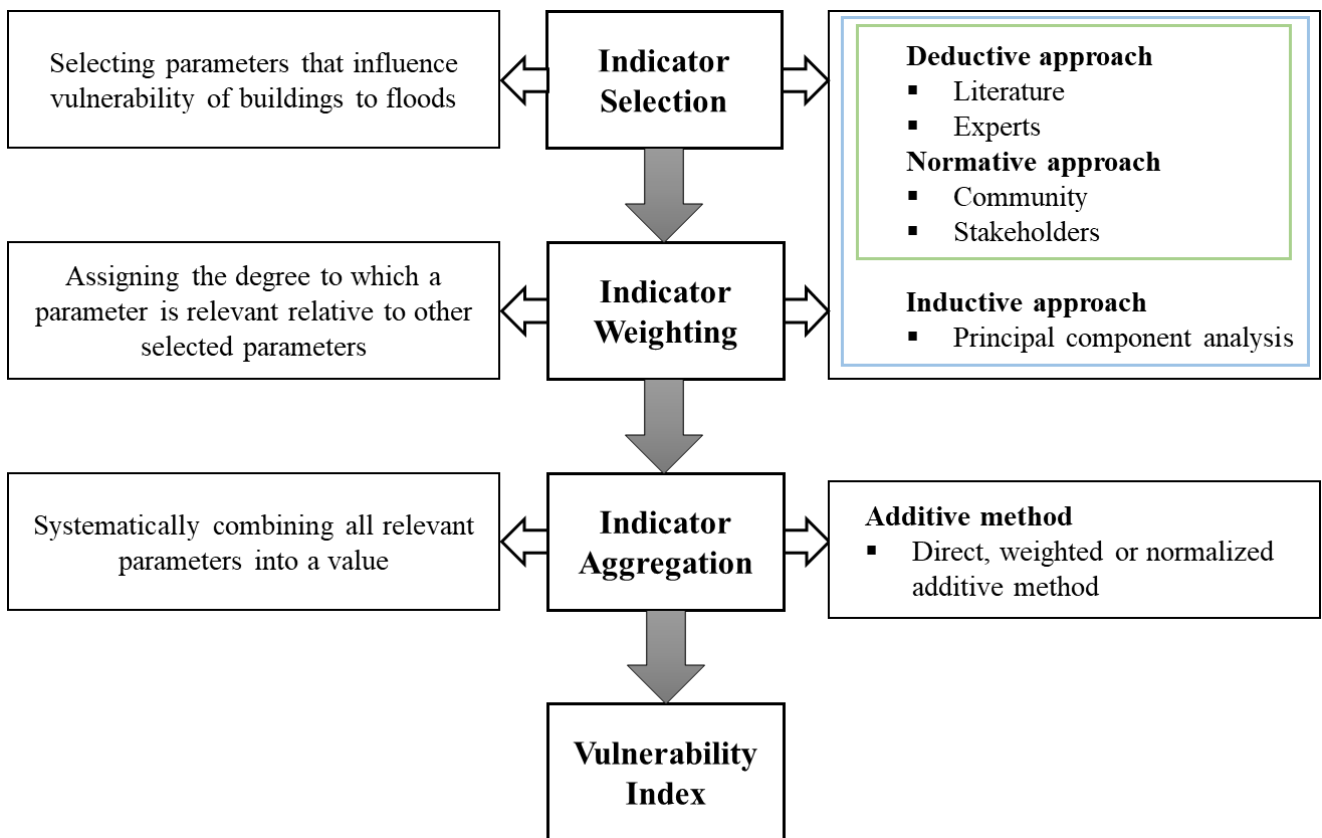 Selecting parameters that influence
vulnerability of buildings to floods
Indicator
Selection
Deductive approach
▪ Literature
▪ Experts
Normative approach
▪ Community
▪ Stakeholders
Inductive approach
▪ Principal component analysis
Assigning the degree to which a
parameter is relevant relative to other
selected parameters
Indicator
Weighting
Systematically combining all relevant
parameters into a value
Indicator
Aggregation
Additive method
▪ Direct, weighted or normalized
additive method
Vulnerability
Index